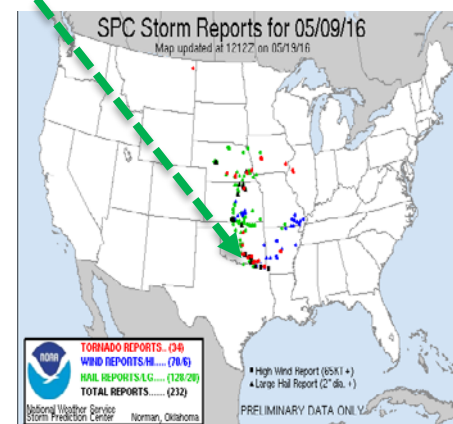 SPC Storm Reports for 05/09/16
Map updated at 1212Z on 05/19/16
NOAA
TORNADO REPORTS.. (34)
WIND REPORTS/HI..... (70/6)
HAIL REPORTS/LG.... (128/20)
TOTAL REPORTS...... (232)
National Weather Service
Storm Prediction Center Norman, Oklahoma
High Wind Report (65KT +)
Large Hail Report (2" dia. +)
PRELIMINARY DATA ONLY